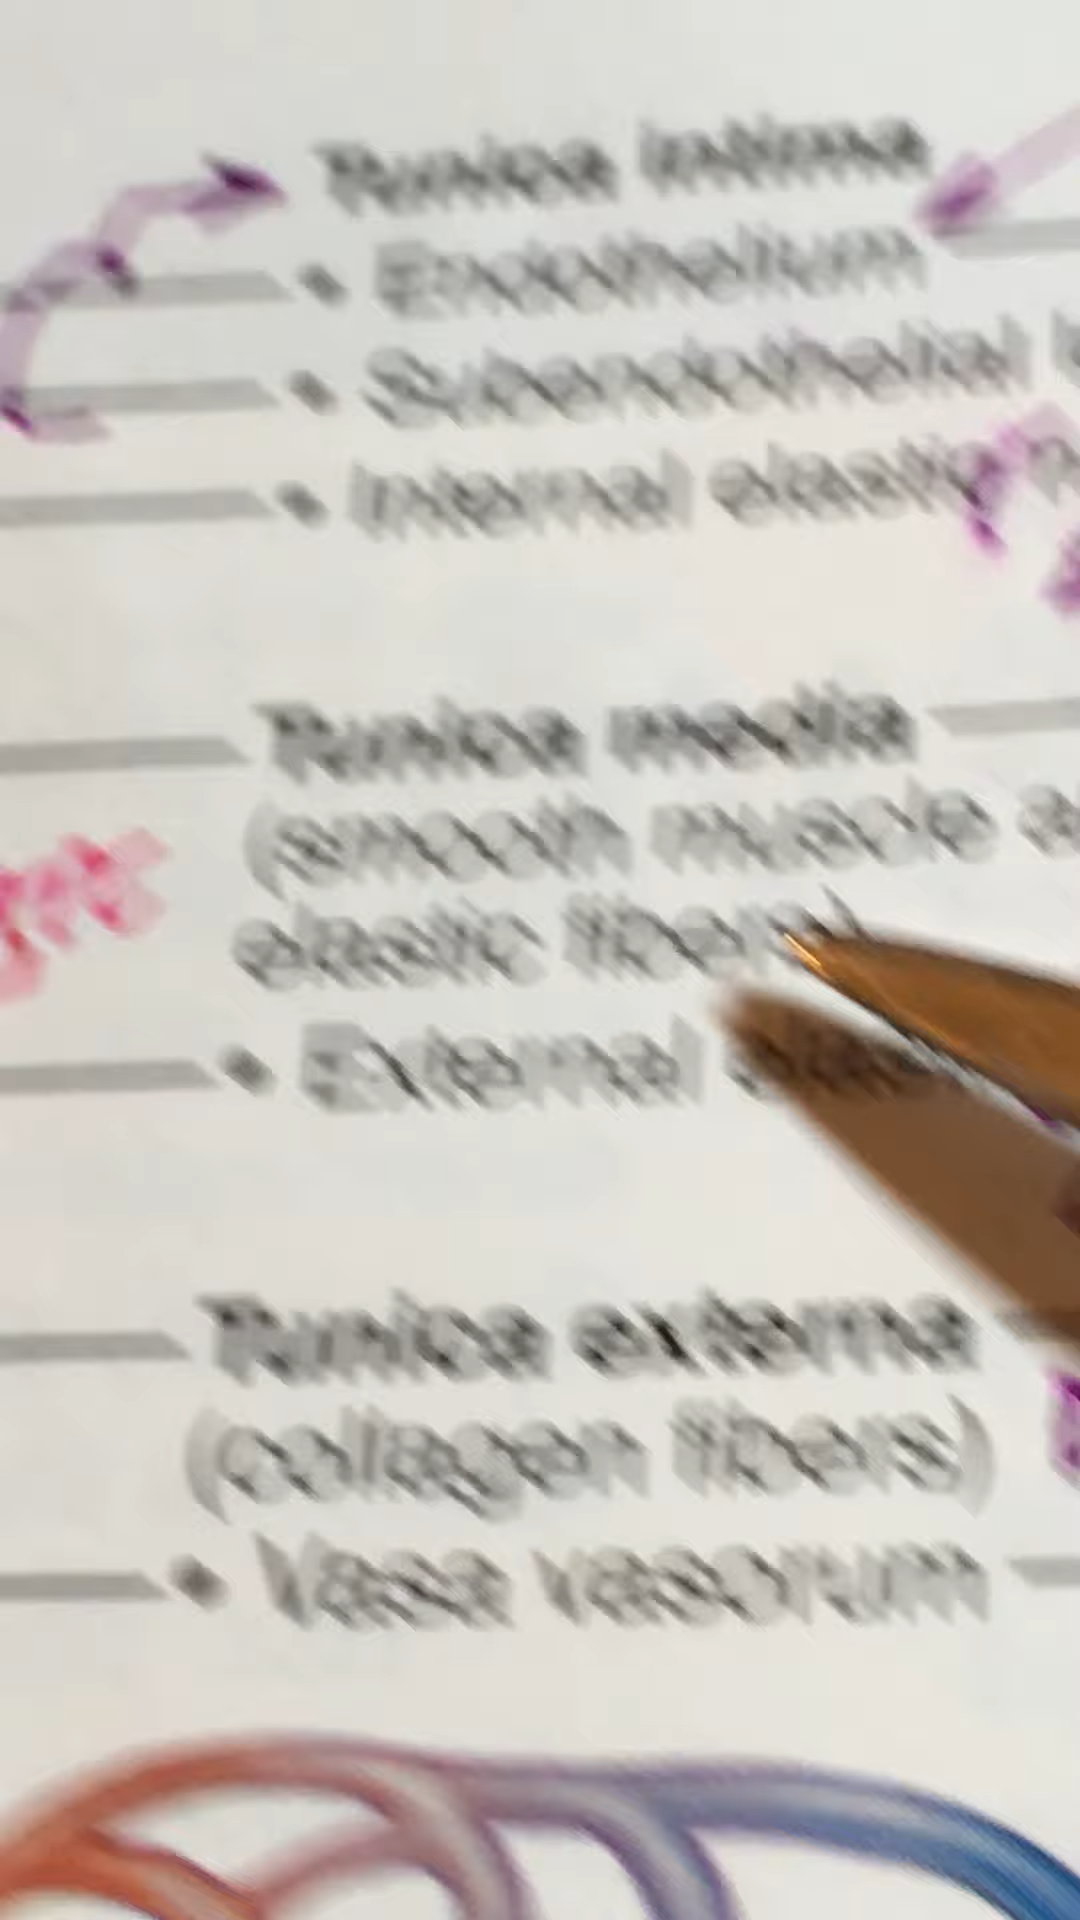 Tunica intima
• Endothelium
• Subendothelial
• Internal elastic
Tunica media
(smooth muscle
elastic fibers)
• External
Tunica externa
(collagen fibers)
• Vasa vasorum